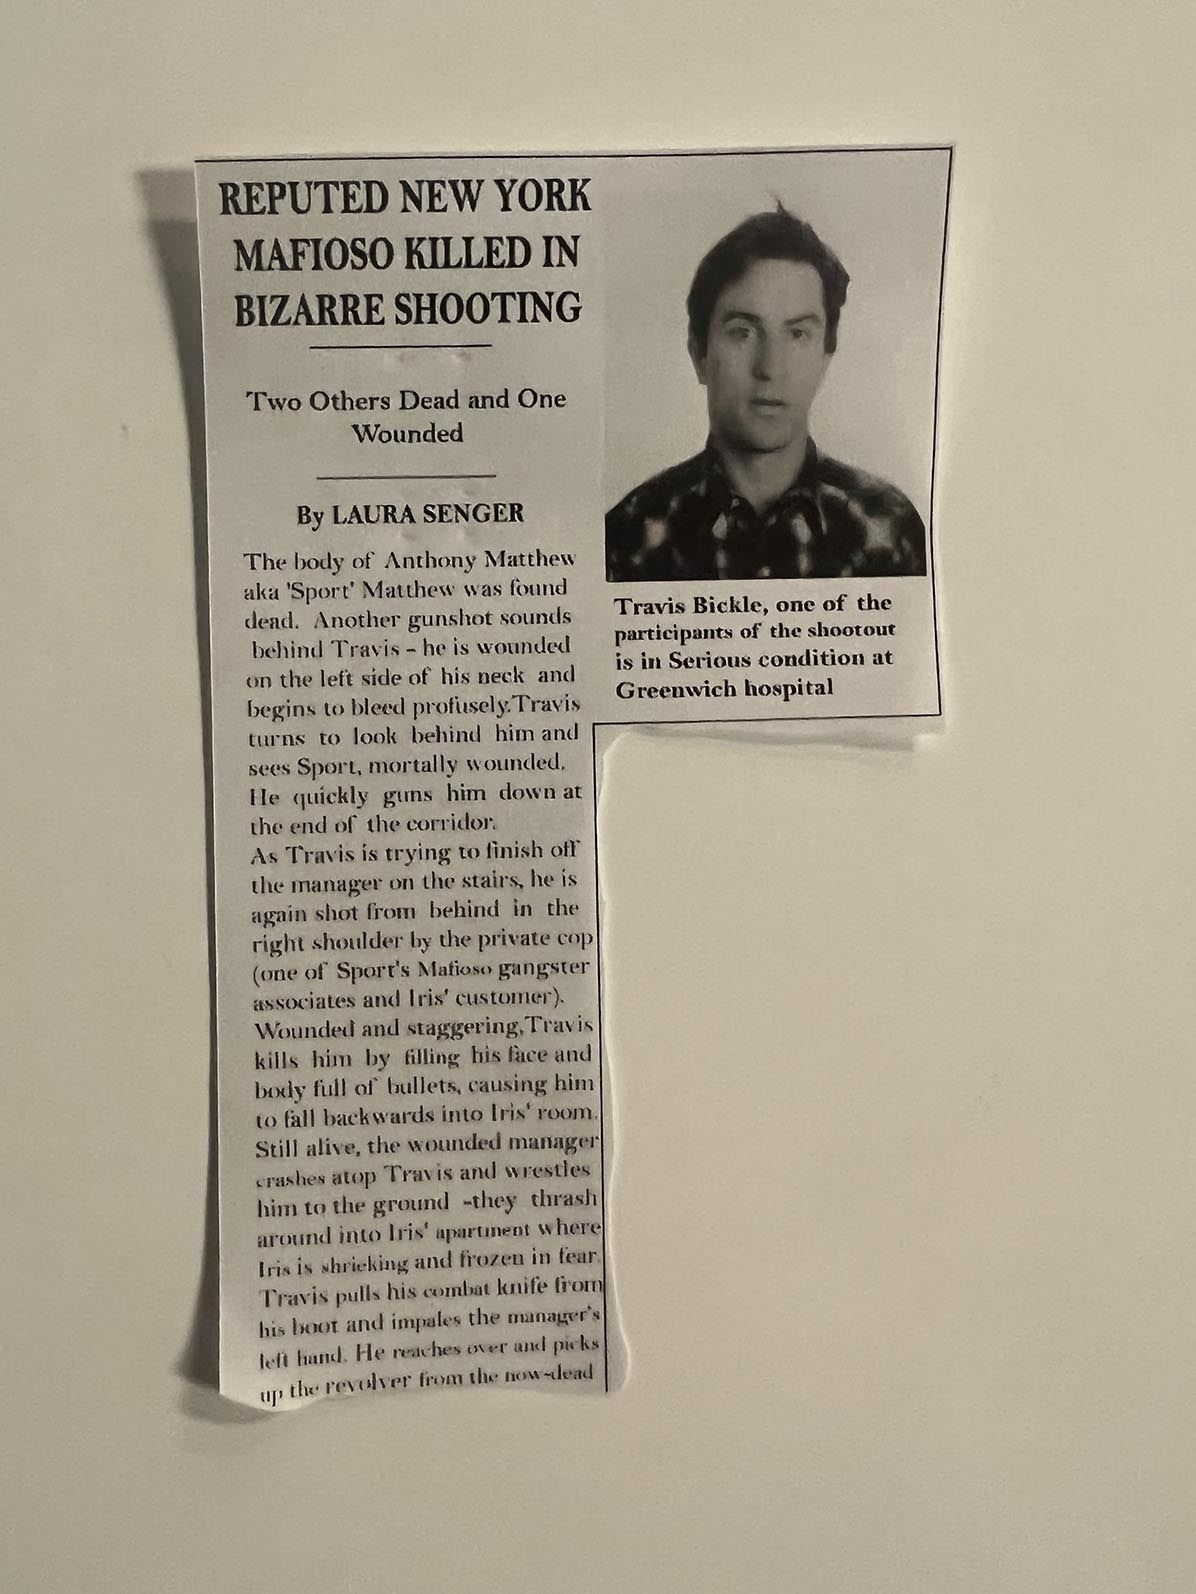 REPUTED NEW YORK
MAFIOSO KILLED IN
BIZARRE SHOOTING
Two Others Dead and One
Wounded
By LAURA SENGER
The body of Anthony Matthew
aka 'Sport' Matthew was found
dead. Another gunshot sounds
behind Travis - he is wounded
on the left side of his neck and
begins to bleed profusely.Travis
turns to look behind him and
sees Sport, mortally wounded.
He quickly guns him down at
the end of the corridor.
As Travis is trying to finish off
the manager on the stairs, he is
again shot from behind in the
right shoulder by the private cop
(one of Sport's Mafioso gangster
associates and Iris' customer).
Wounded and staggering,Travis
kills him by filling his face and
body full of bullets, causing him
to fall backwards into Iris' room.
Still alive, the wounded manager
crashes atop Travis and wrestles
him to the ground -they thrash
around into Iris' apartment where
Iris is shrieking and frozen in fear.
Travis pulls his combat knife from
his boot and impales the manager's
left hand. He reaches over and picks
up the revolver from the now-dead
Travis Bickle, one of the
participants of the shootout
is in Serious condition at
Greenwich hospital